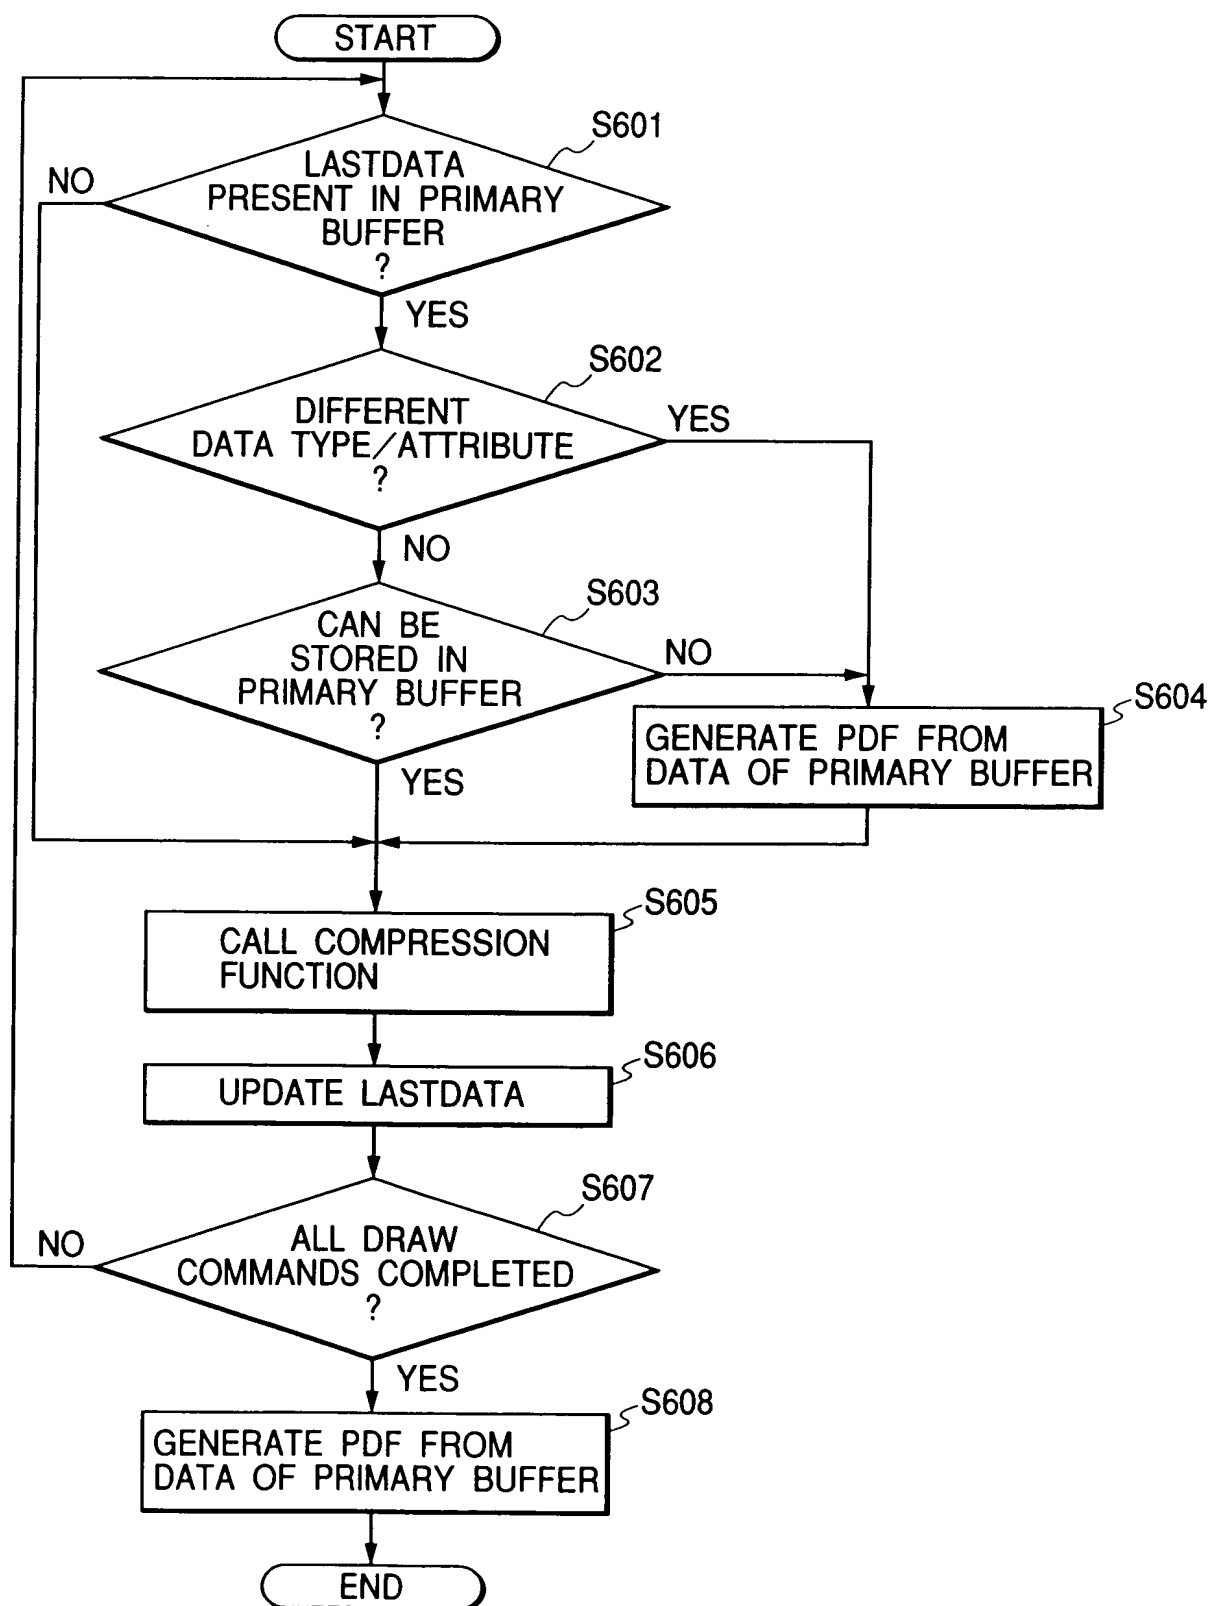 START
S601
LASTDATA
PRESENT IN PRIMARY
BUFFER
?
NO
YES
S602
DIFFERENT
DATA TYPE/ATTRIBUTE
?
YES
NO
S603
CAN BE
STORED IN
PRIMARY BUFFER
?
NO
YES
S604
GENERATE PDF FROM
DATA OF PRIMARY BUFFER
S605
CALL COMPRESSION
FUNCTION
S606
UPDATE LASTDATA
S607
ALL DRAW
COMMANDS COMPLETED
?
NO
YES
S608
GENERATE PDF FROM
DATA OF PRIMARY BUFFER
END